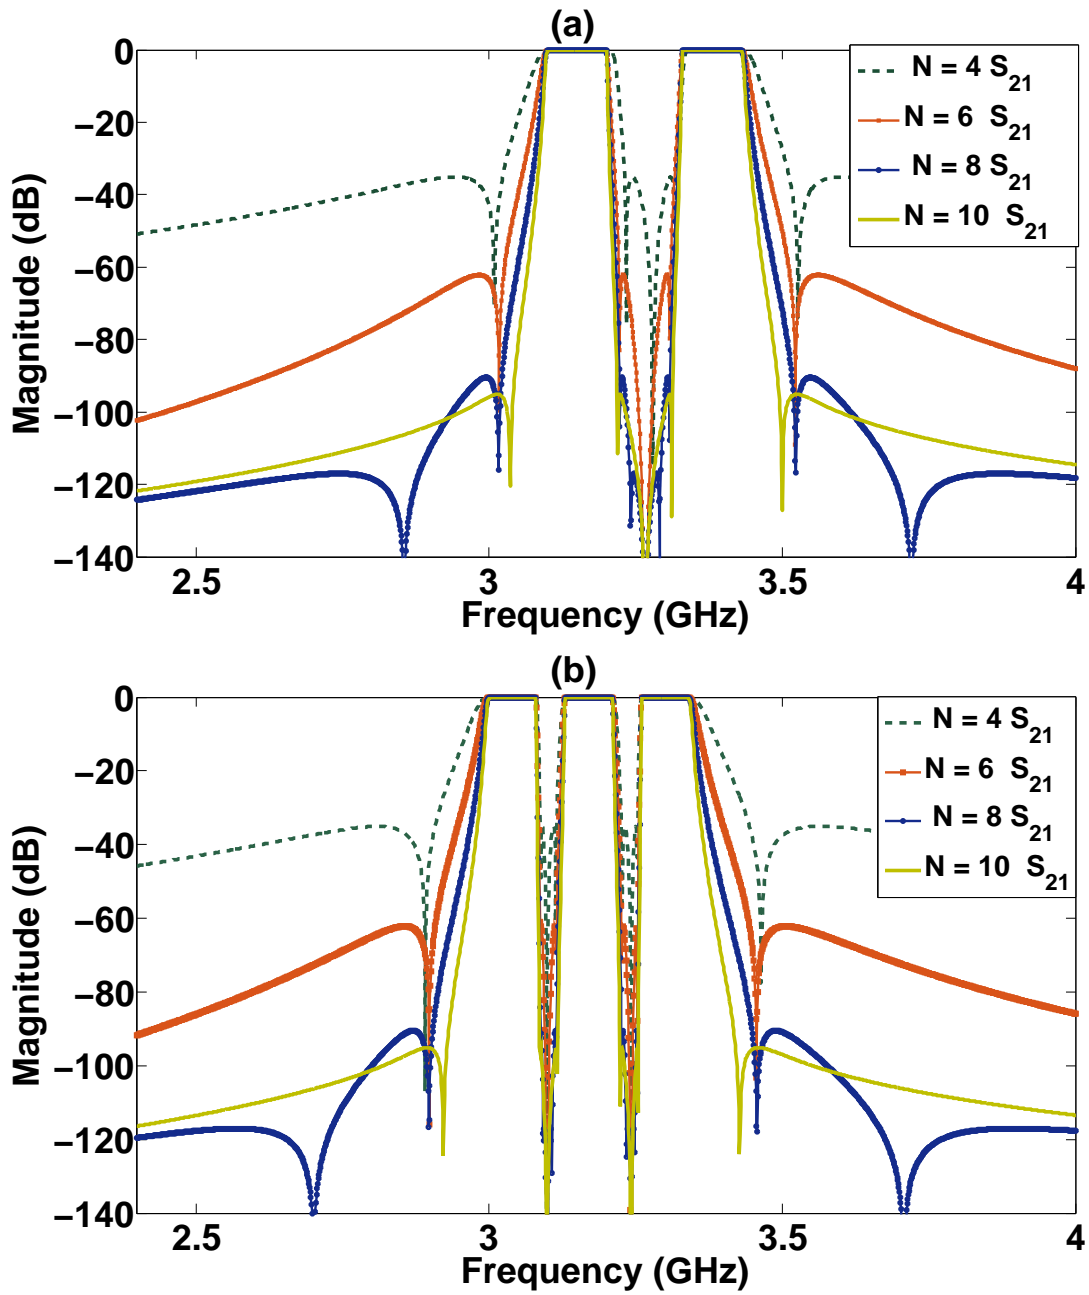 (a)
0
−20
−40
−60
−80
−100
−120
−140
Magnitude (dB)
2.5
3
3.5
4
Frequency (GHz)
N = 4 S21
N = 6 S21
N = 8 S21
N = 10 S21
(b)
0
−20
−40
−60
−80
−100
−120
−140
Magnitude (dB)
2.5
3
3.5
4
Frequency (GHz)
N = 4 S21
N = 6 S21
N = 8 S21
N = 10 S21